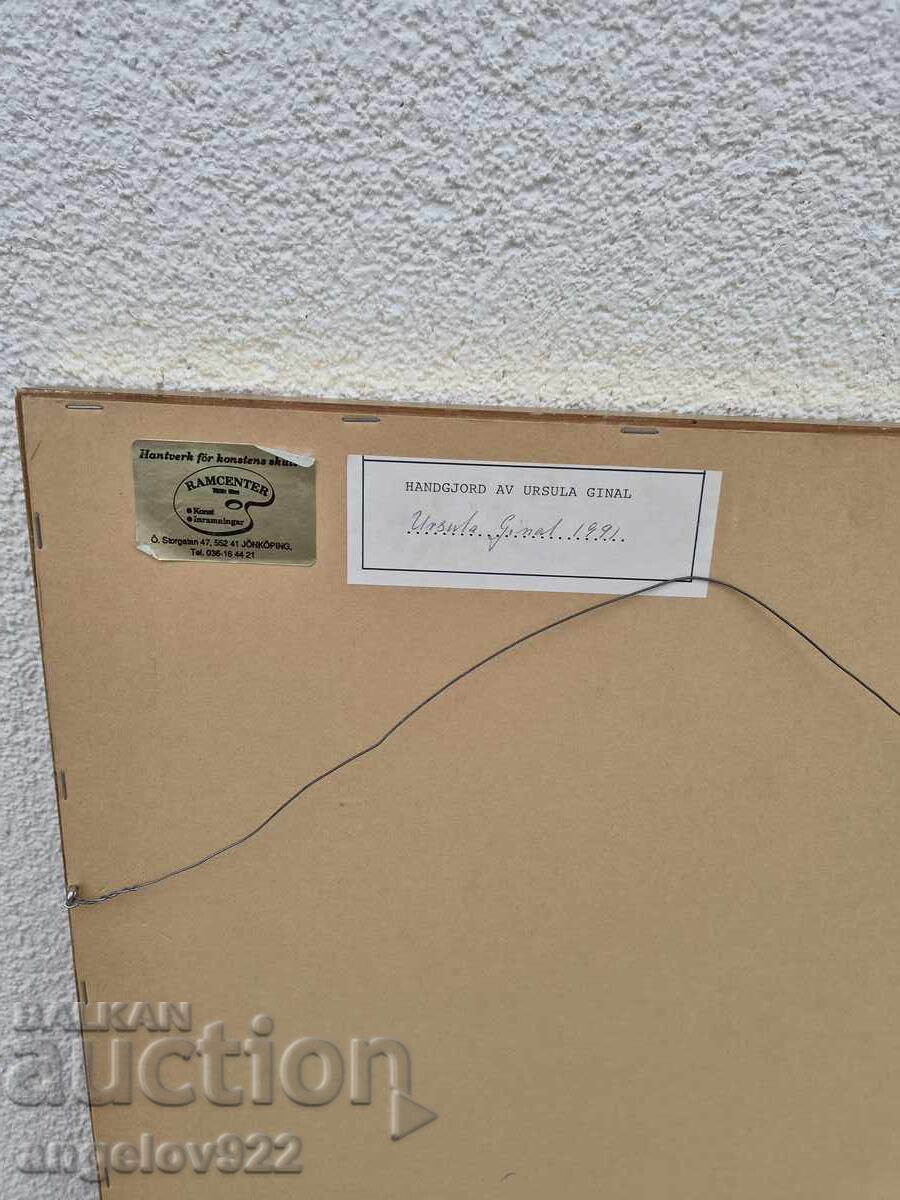 Hantverk för konstens skull
RAMCENTER
Konst
Inramningar
Ö. Storgatan 47, 552 41 JÖNKÖPING.
Tel. 036-16 44 21
HANDGJORD AV URSULA GINAL
Ursula Ginal 1991.
BALKAN
auction
angelov922